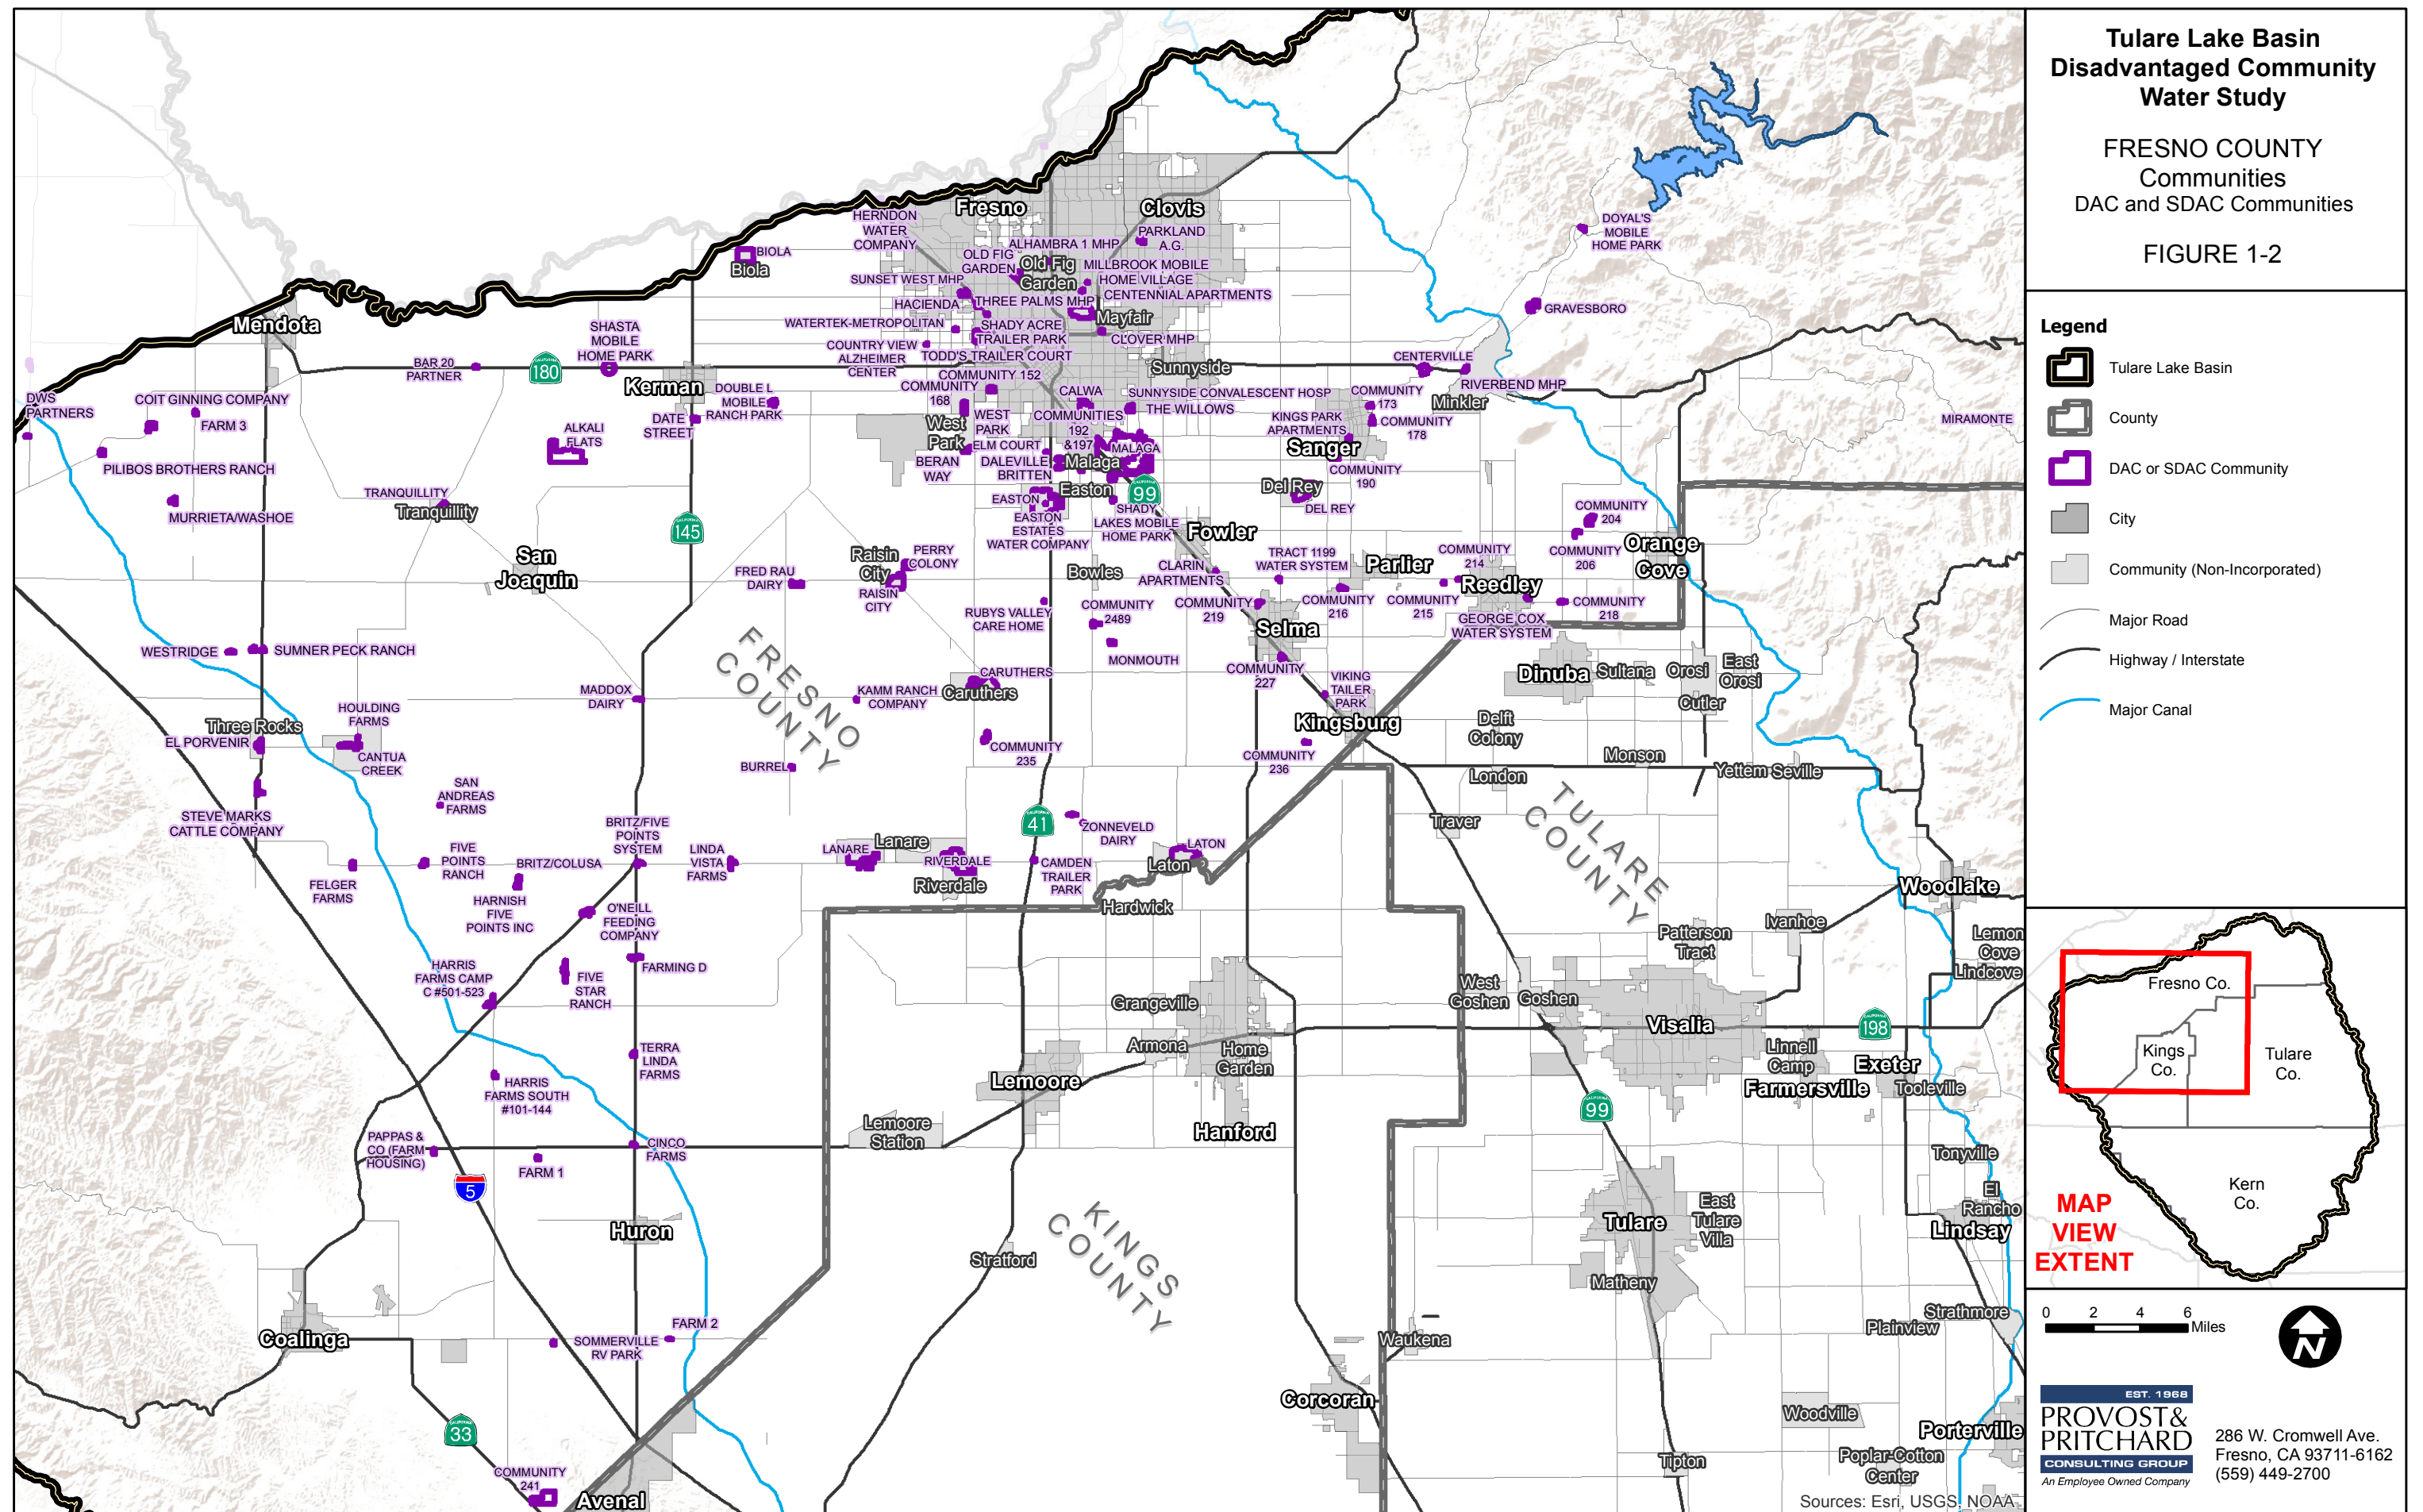 Tulare Lake Basin
Disadvantaged Community
Water Study
FRESNO COUNTY
Communities
DAC and SDAC Communities
FIGURE 1-2
Legend
Tulare Lake Basin
County
DAC or SDAC Community
City
Community (Non-Incorporated)
Major Road
Highway / Interstate
Major Canal
Fresno Co.
Kings
Co.
Tulare
Co.
Kern
Co.
MAP
VIEW
EXTENT
0 2 4 6
Miles
N
EST. 1968
PROVOST&
PRITCHARD
CONSULTING GROUP
An Employee Owned Company
286 W. Cromwell Ave.
Fresno, CA 93711-6162
(559) 449-2700
Sources: Esri, USGS, NOAA
Fresno
Clovis
HERNDON
WATER
COMPANY
PARKLAND
A.G.
ALHAMBRA 1 MHP
OLD FIG
GARDEN
Old Fig
Garden
MILLBROOK MOBILE
HOME VILLAGE
SUNSET WEST MHP
CENTENNIAL APARTMENTS
HACIENDA
THREE PALMS MHP
Mayfair
WATERTEK-METROPOLITAN
SHADY ACRE
TRAILER PARK
CLOVER MHP
COUNTRY VIEW
ALZHEIMER
CENTER
TODD'S TRAILER COURT
Sunnyside
COMMUNITY 152
COMMUNITY
168
CALWA
SUNNYSIDE CONVALESCENT HOSP
THE WILLOWS
WEST
PARK
West
Park
COMMUNITIES
192
&197
ELM COURT
MALAGA
Malaga
BERAN
WAY
DALEVILLE
BRITTEN
Easton
EASTON
99
EASTON
ESTATES
WATER COMPANY
SHADY
LAKES MOBILE
HOME PARK
BIOLA
Biola
DOYAL'S
MOBILE
HOME PARK
GRAVESBORO
Mendota
SHASTA
MOBILE
HOME PARK
BAR 20
PARTNER
180
Kerman
DOUBLE L
MOBILE
RANCH PARK
DATE
STREET
CENTERVILLE
RIVERBEND MHP
Minkler
MIRAMONTE
COMMUNITY
173
COMMUNITY
178
KINGS PARK
APARTMENTS
Sanger
COMMUNITY
190
Del Rey
DEL REY
DWS
PARTNERS
COIT GINNING COMPANY
FARM 3
PILIBOS BROTHERS RANCH
MURRIETA/WASHOE
ALKALI
FLATS
TRANQUILLITY
Tranquillity
145
San
Joaquin
FRED RAU
DAIRY
Raisin
City
PERRY
COLONY
RAISIN
CITY
Fowler
Bowles
CLARIN
APARTMENTS
TRACT 1199
WATER SYSTEM
Parlier
COMMUNITY
214
Reedley
COMMUNITY
204
COMMUNITY
206
Orange
Cove
RUBYS VALLEY
CARE HOME
COMMUNITY
2489
COMMUNITY
219
COMMUNITY
216
COMMUNITY
215
COMMUNITY
218
GEORGE COX
WATER SYSTEM
Selma
MONMOUTH
COMMUNITY
227
VIKING
TAILER
PARK
Kingsburg
COMMUNITY
236
WESTRIDGE
SUMNER PECK RANCH
FRESNO
COUNTY
MADDOX
DAIRY
KAMM RANCH
COMPANY
CARUTHERS
Caruthers
COMMUNITY
235
BURREL
HOULDING
FARMS
Three Rocks
EL PORVENIR
CANTUA
CREEK
SAN
ANDREAS
FARMS
STEVE MARKS
CATTLE COMPANY
FIVE
POINTS
RANCH
BRITZ/COLUSA
BRITZ/FIVE
POINTS
SYSTEM
LINDA
VISTA
FARMS
FELGER
FARMS
HARNISH
FIVE
POINTS INC
O'NEILL
FEEDING
COMPANY
LANARE
Lanare
RIVERDALE
Riverdale
41
ZONNEVELD
DAIRY
CAMDEN
TRAILER
PARK
LATON
Laton
Hardwick
HARRIS
FARMS CAMP
C #501-523
FIVE
STAR
RANCH
FARMING D
TERRA
LINDA
FARMS
HARRIS
FARMS SOUTH
#101-144
PAPPAS &
CO (FARM
HOUSING)
FARM 1
CINCO
FARMS
5
Huron
Coalinga
SOMMERVILLE
RV PARK
FARM 2
33
COMMUNITY
241
Avenal
Dinuba
Sultana
Orosi
East
Orosi
Cutler
Delft
Colony
Monson
London
Yettem
Seville
Traver
TULARE
COUNTY
Woodlake
Ivanhoe
Patterson
Tract
Lemon
Cove
Lindcove
West
Goshen
Goshen
Visalia
198
Linnell
Camp
Exeter
Farmersville
Tooleville
99
Grangeville
Armona
Home
Garden
Lemoore
Hanford
Lemoore
Station
KINGS
COUNTY
Stratford
Tonyville
El
Rancho
Lindsay
Tulare
East
Tulare
Villa
Matheny
Strathmore
Plainview
Waukena
Corcoran
Woodville
Porterville
Poplar-Cotton
Center
Tipton